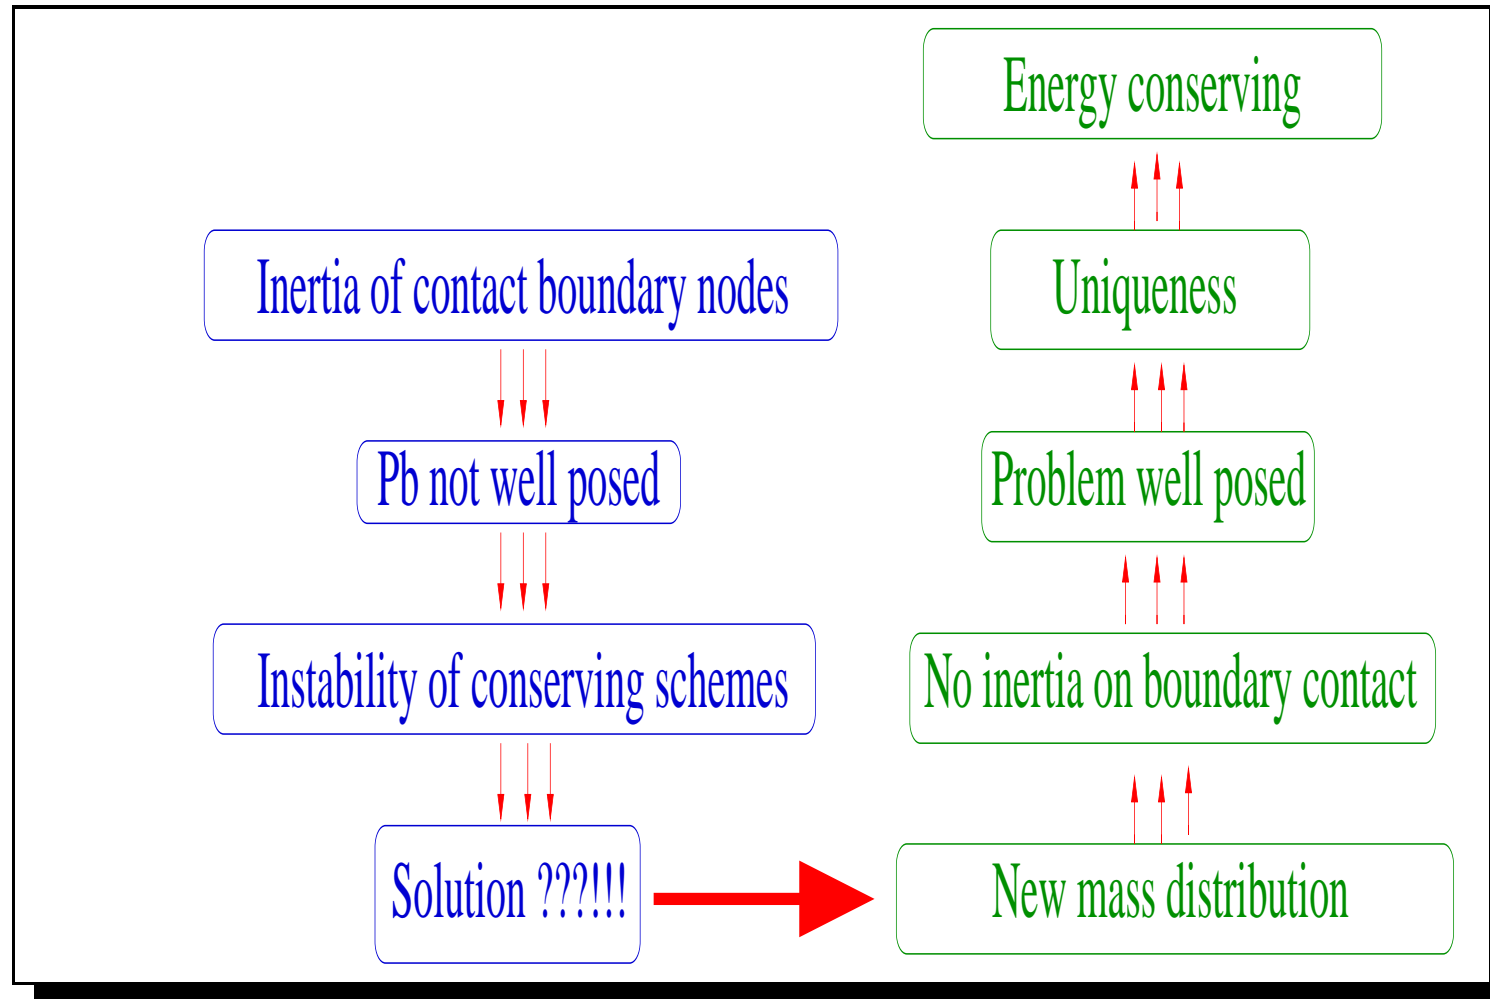 Inertia of contact boundary nodes
Pb not well posed
Instability of conserving schemes
Solution ???!!!
Energy conserving
Uniqueness
Problem well posed
No inertia on boundary contact
New mass distribution